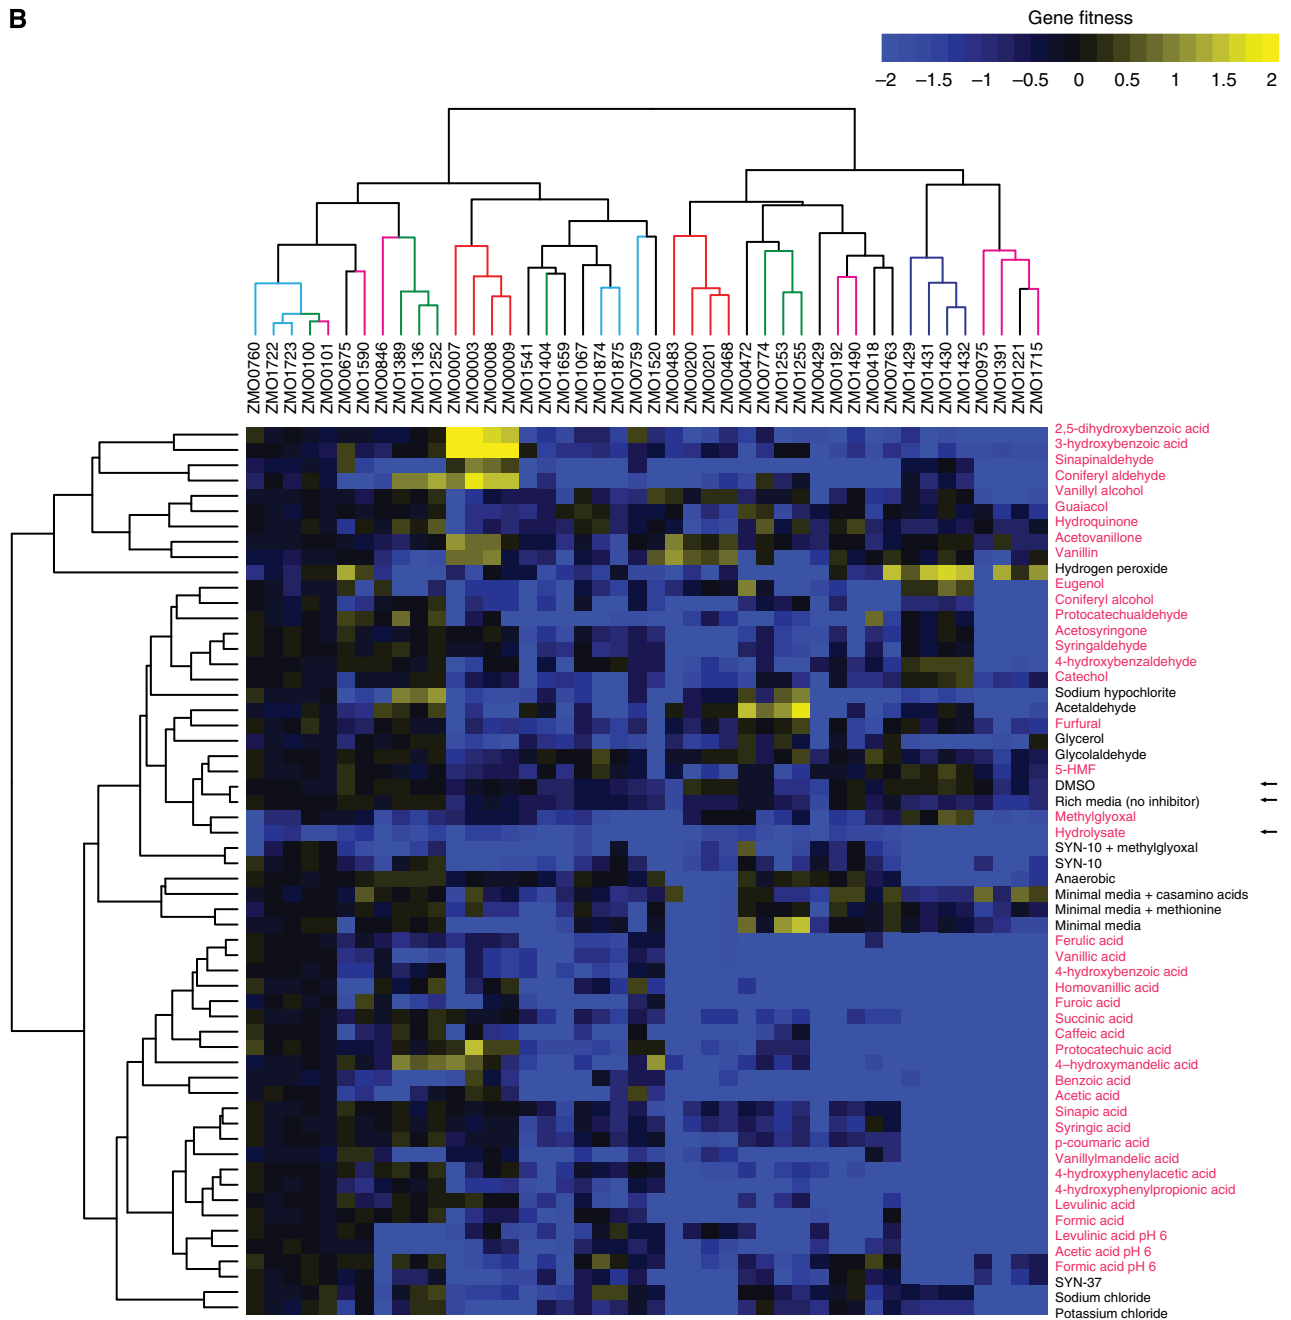 B
Gene fitness
–2 –1.5 –1 –0.5 0 0.5 1 1.5 2
ZMO0760
ZMO1722
ZMO1723
ZMO0100
ZMO0101
ZMO0675
ZMO1590
ZMO0846
ZMO1389
ZMO1136
ZMO1252
ZMO0007
ZMO0003
ZMO0008
ZMO0009
ZMO1541
ZMO1404
ZMO1659
ZMO1067
ZMO1874
ZMO1875
ZMO0759
ZMO1520
ZMO0483
ZMO0200
ZMO0201
ZMO0468
ZMO0472
ZMO0774
ZMO1253
ZMO1255
ZMO0429
ZMO0192
ZMO1490
ZMO0418
ZMO0763
ZMO1429
ZMO1431
ZMO1430
ZMO1432
ZMO0975
ZMO1391
ZMO1221
ZMO1715
2,5-dihydroxybenzoic acid
3-hydroxybenzoic acid
Sinapinaldehyde
Coniferyl aldehyde
Vanillyl alcohol
Guaiacol
Hydroquinone
Acetovanillone
Vanillin
Hydrogen peroxide
Eugenol
Coniferyl alcohol
Protocatechualdehyde
Acetosyringone
Syringaldehyde
4-hydroxybenzaldehyde
Catechol
Sodium hypochlorite
Acetaldehyde
Furfural
Glycerol
Glycolaldehyde
5-HMF
DMSO
Rich media (no inhibitor)
Methylglyoxal
Hydrolysate
SYN-10 + methylglyoxal
SYN-10
Anaerobic
Minimal media + casamino acids
Minimal media + methionine
Minimal media
Ferulic acid
Vanillic acid
4-hydroxybenzoic acid
Homovanillic acid
Furoic acid
Succinic acid
Caffeic acid
Protocatechuic acid
4–hydroxymandelic acid
Benzoic acid
Acetic acid
Sinapic acid
Syringic acid
p-coumaric acid
Vanillylmandelic acid
4-hydroxyphenylacetic acid
4-hydroxyphenylpropionic acid
Levulinic acid
Formic acid
Levulinic acid pH 6
Acetic acid pH 6
Formic acid pH 6
SYN-37
Sodium chloride
Potassium chloride